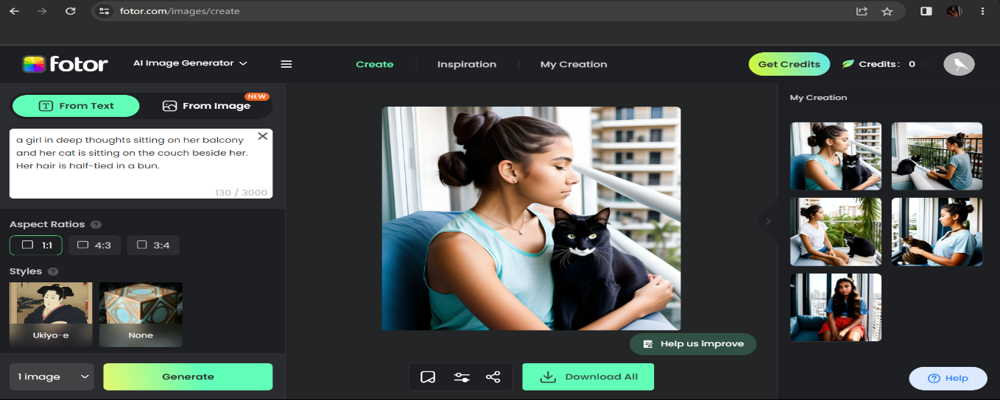 fotor.com/images/create
fotor
AI Image Generator
Create
Inspiration
My Creation
Get Credits
Credits: 0
From Text
From Image
NEW
a girl in deep thoughts sitting on her balcony
and her cat is sitting on the couch beside her.
Her hair is half-tied in a bun.
130 / 3000
Aspect Ratios ?
1:1
4:3
3:4
Styles ?
Ukiyo-e
None
1 image
Generate
Help us improve
Download All
My Creation
Help